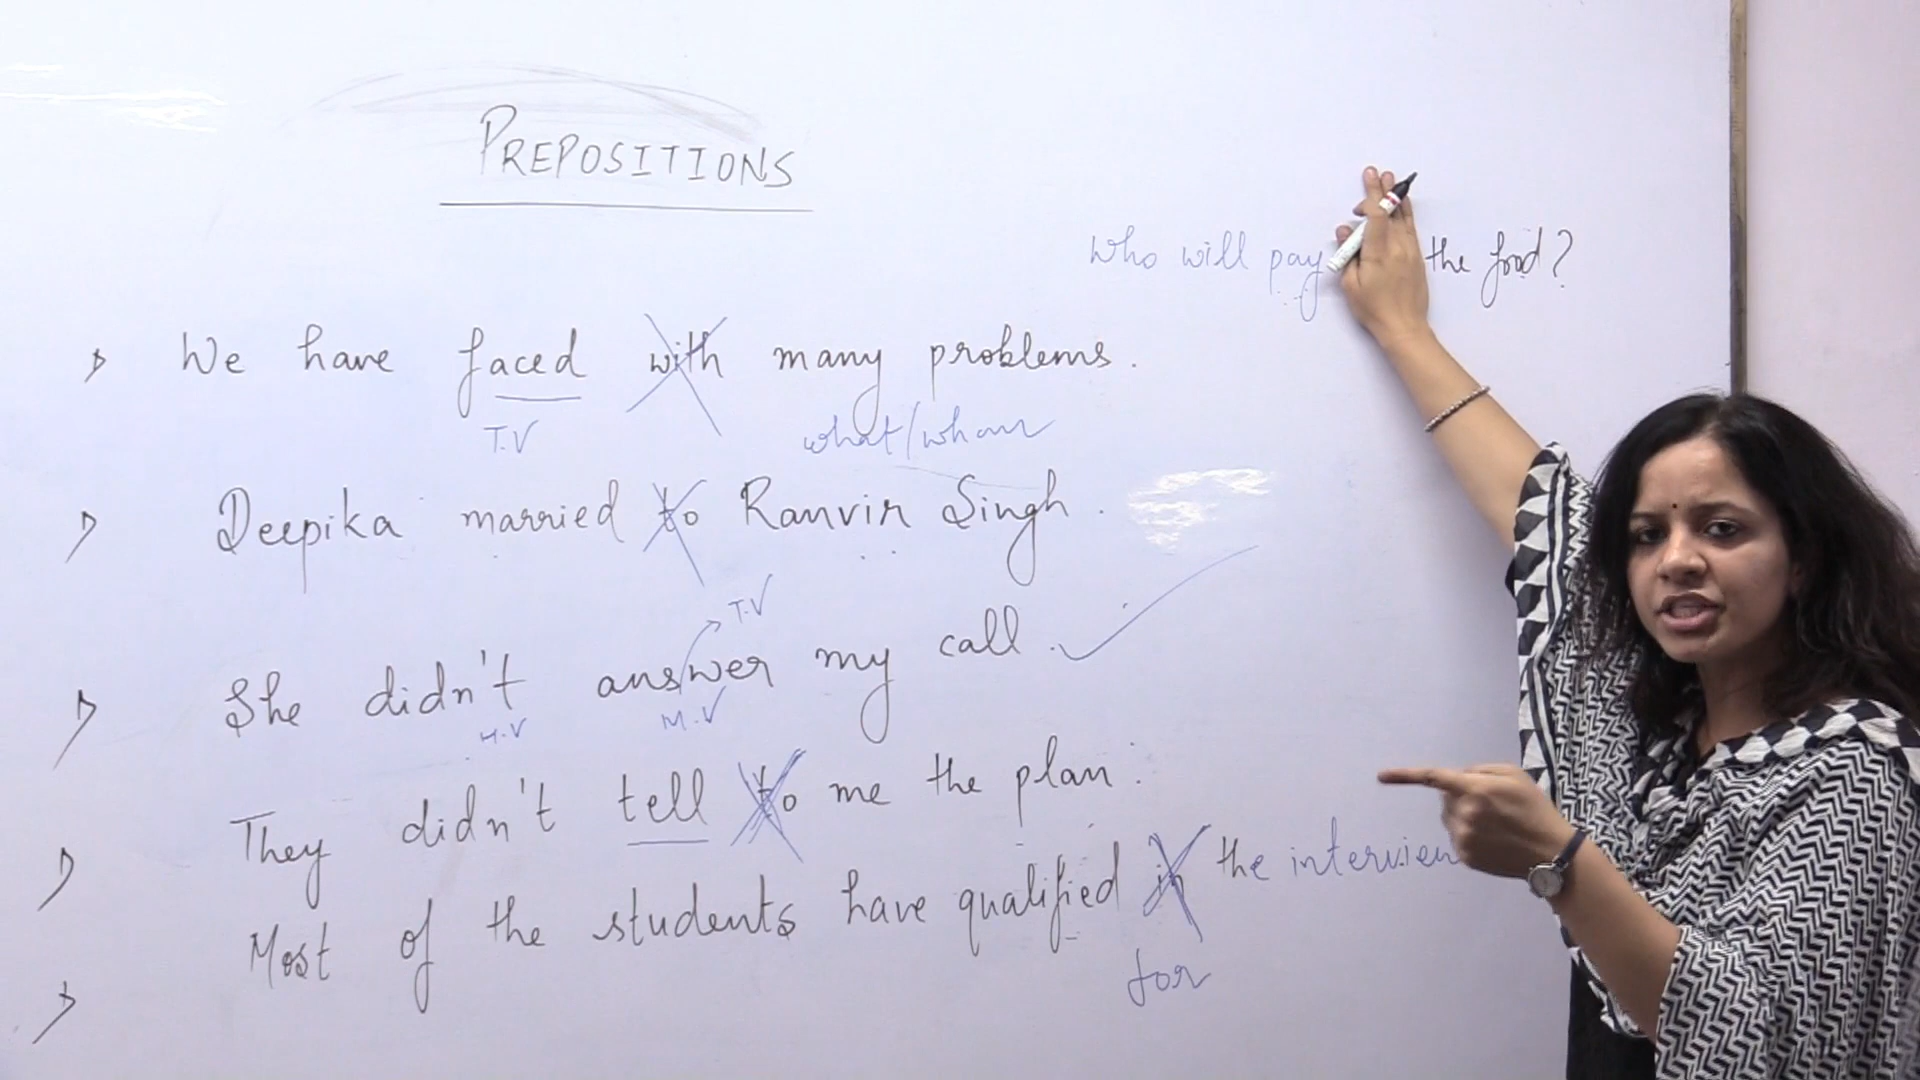 PREPOSITIONS
Who will pay the food?
We have faced with many problems.
T.V what/whom
Deepika married to Ranvir Singh.
T.V
She didn't answer my call.
H.V M.V
They didn't tell to me the plan.
Most of the students have qualified in the interview
for